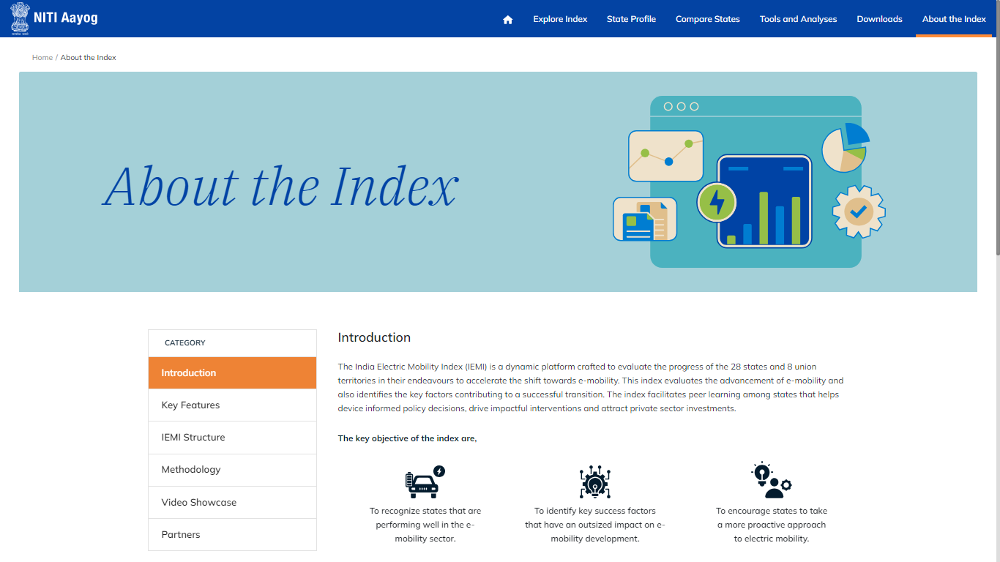 NITI Aayog
Explore Index
State Profile
Compare States
Tools and Analyses
Downloads
About the Index
Home / About the Index
About the Index
CATEGORY
Introduction
Key Features
IEMI Structure
Methodology
Video Showcase
Partners
Introduction
The India Electric Mobility Index (IEMI) is a dynamic platform crafted to evaluate the progress of the 28 states and 8 union
territories in their endeavours to accelerate the shift towards e-mobility. This index evaluates the advancement of e-mobility and
also identifies the key factors contributing to a successful transition. The index facilitates peer learning among states that helps
device informed policy decisions, drive impactful interventions and attract private sector investments.
The key objective of the index are,
To recognize states that are
performing well in the e-
mobility sector.
To identify key success factors
that have an outsized impact on e-
mobility development.
To encourage states to take
a more proactive approach
to electric mobility.